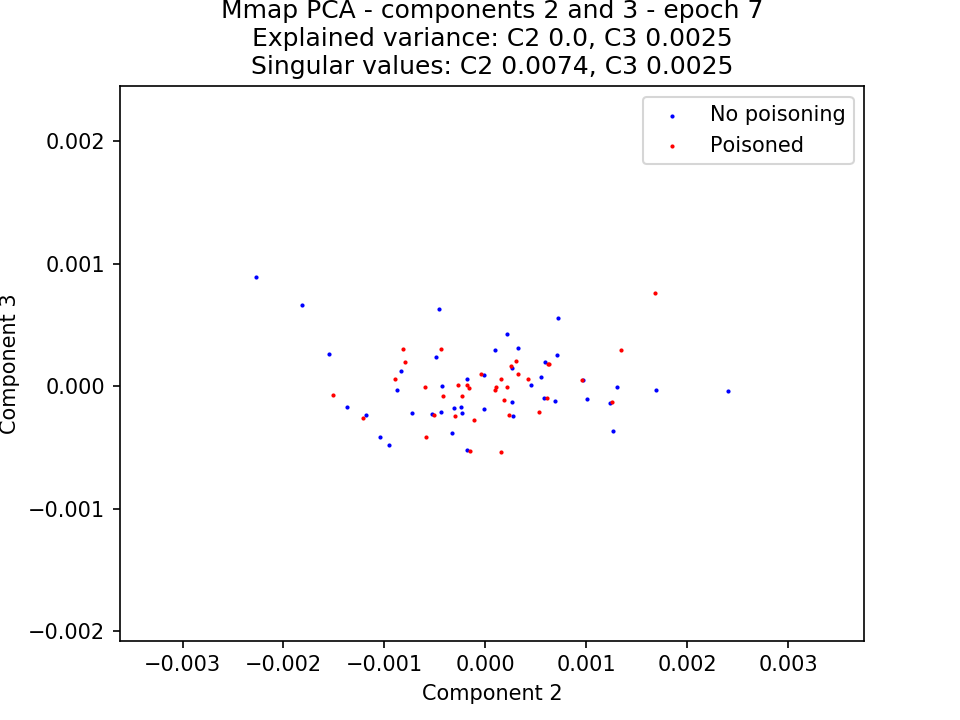 Mmap PCA - components 2 and 3 - epoch 7
Explained variance: C2 0.0, C3 0.0025
Singular values: C2 0.0074, C3 0.0025
No poisoning
Poisoned
0.002
0.001
0.000
−0.001
−0.002
Component 3
−0.003 −0.002 −0.001 0.000 0.001 0.002 0.003
Component 2